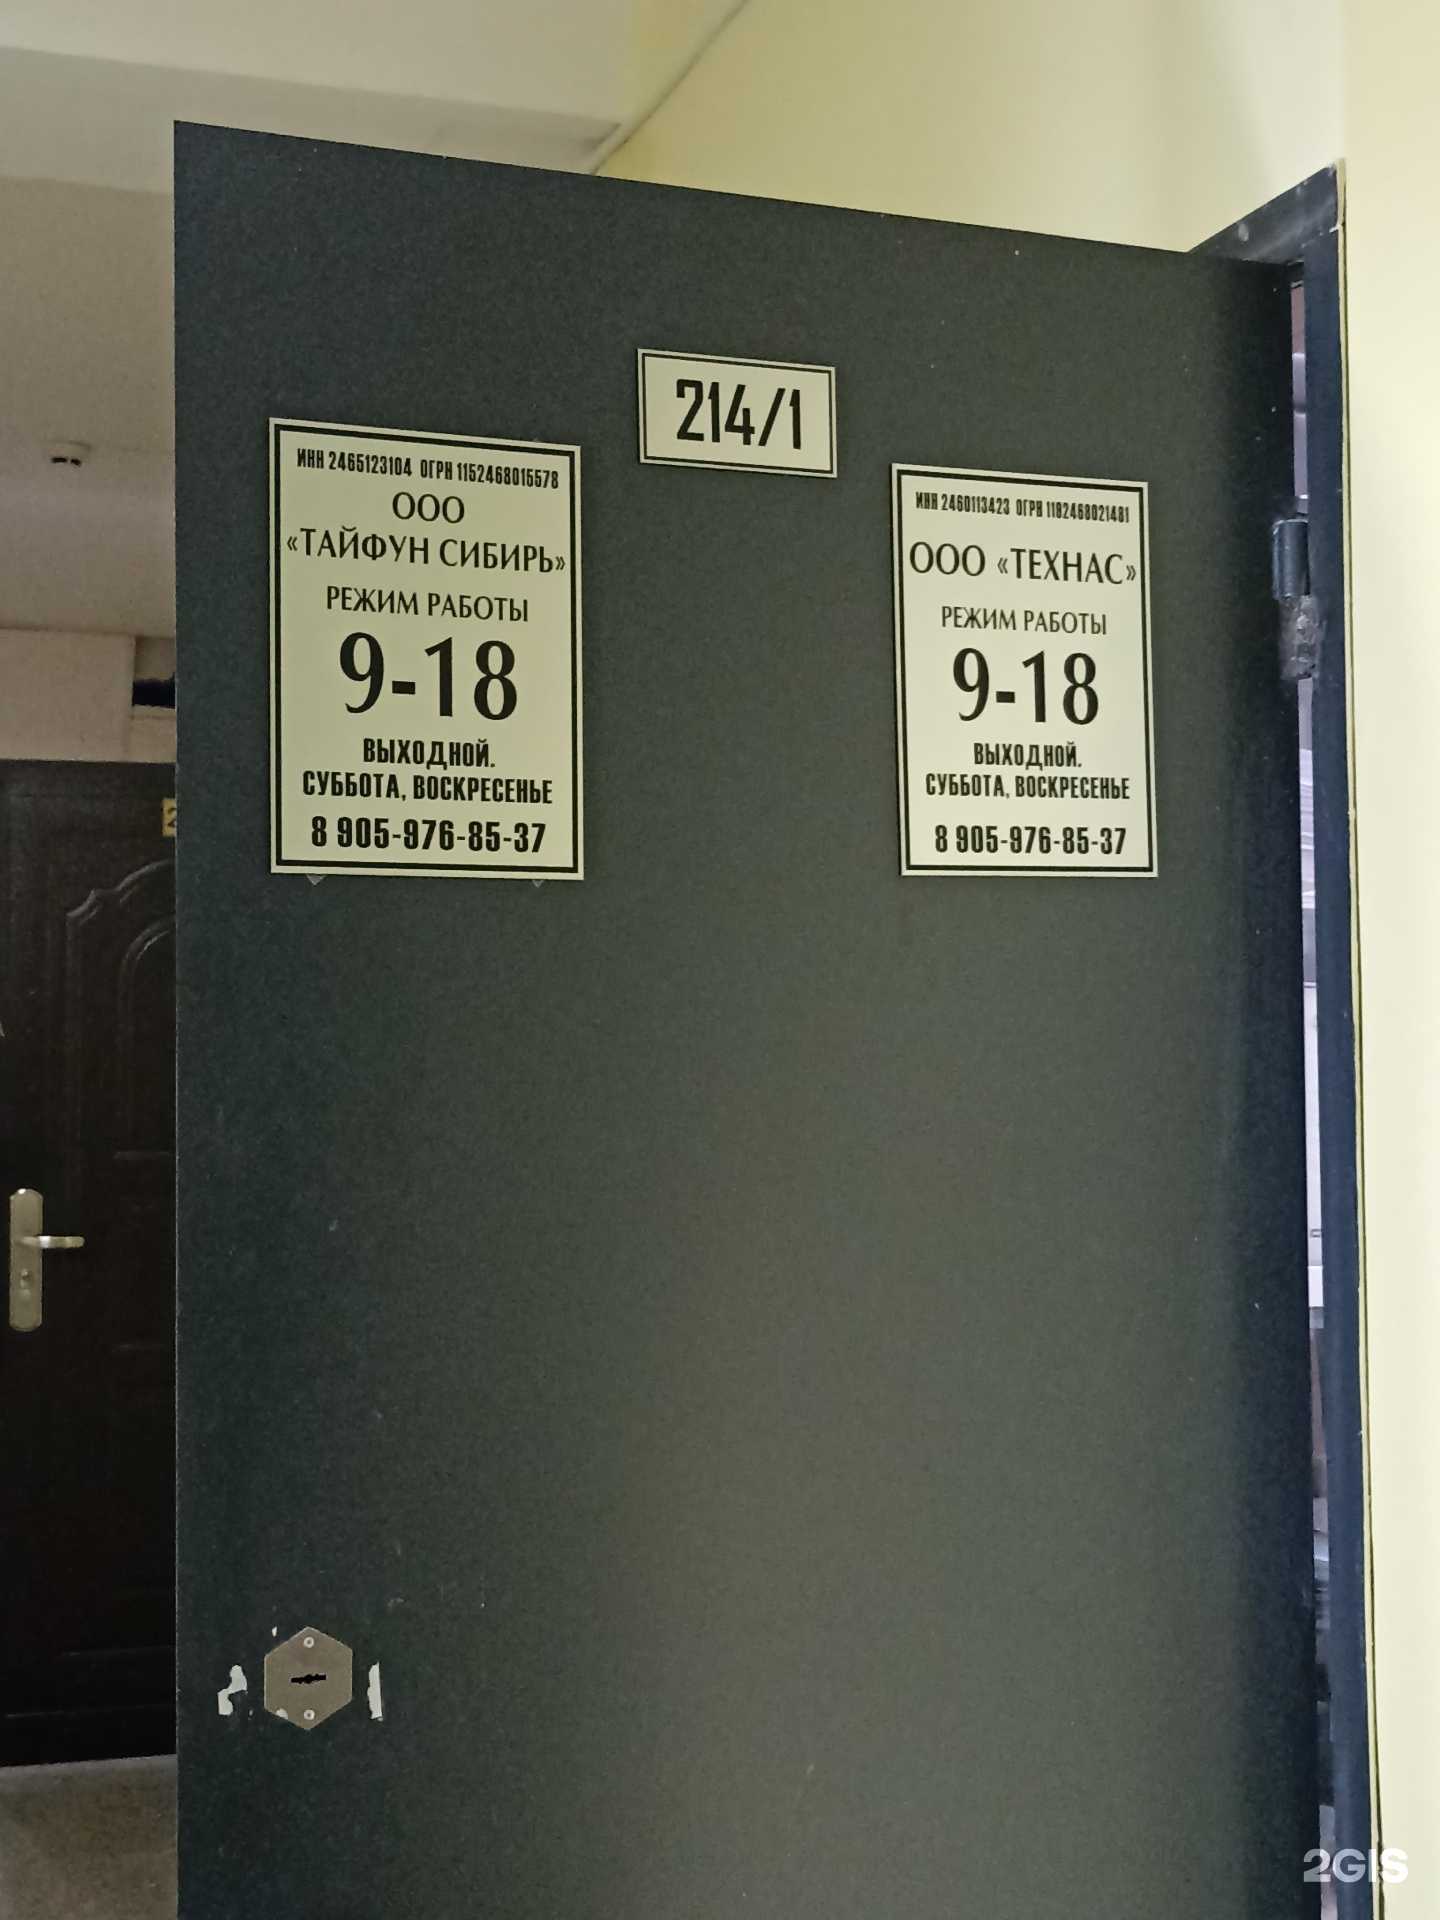 214/1
ИНН 2465123104 ОГРН 1152468015578
ООО
«ТАЙФУН СИБИРЬ»
РЕЖИМ РАБОТЫ
9-18
ВЫХОДНОЙ.
СУББОТА, ВОСКРЕСЕНЬЕ
8 905-976-85-37
ИНН 2460113423 ОГРН 1182468021481
ООО «ТЕХНАС»
РЕЖИМ РАБОТЫ
9-18
ВЫХОДНОЙ.
СУББОТА, ВОСКРЕСЕНЬЕ
8 905-976-85-37
2GIS